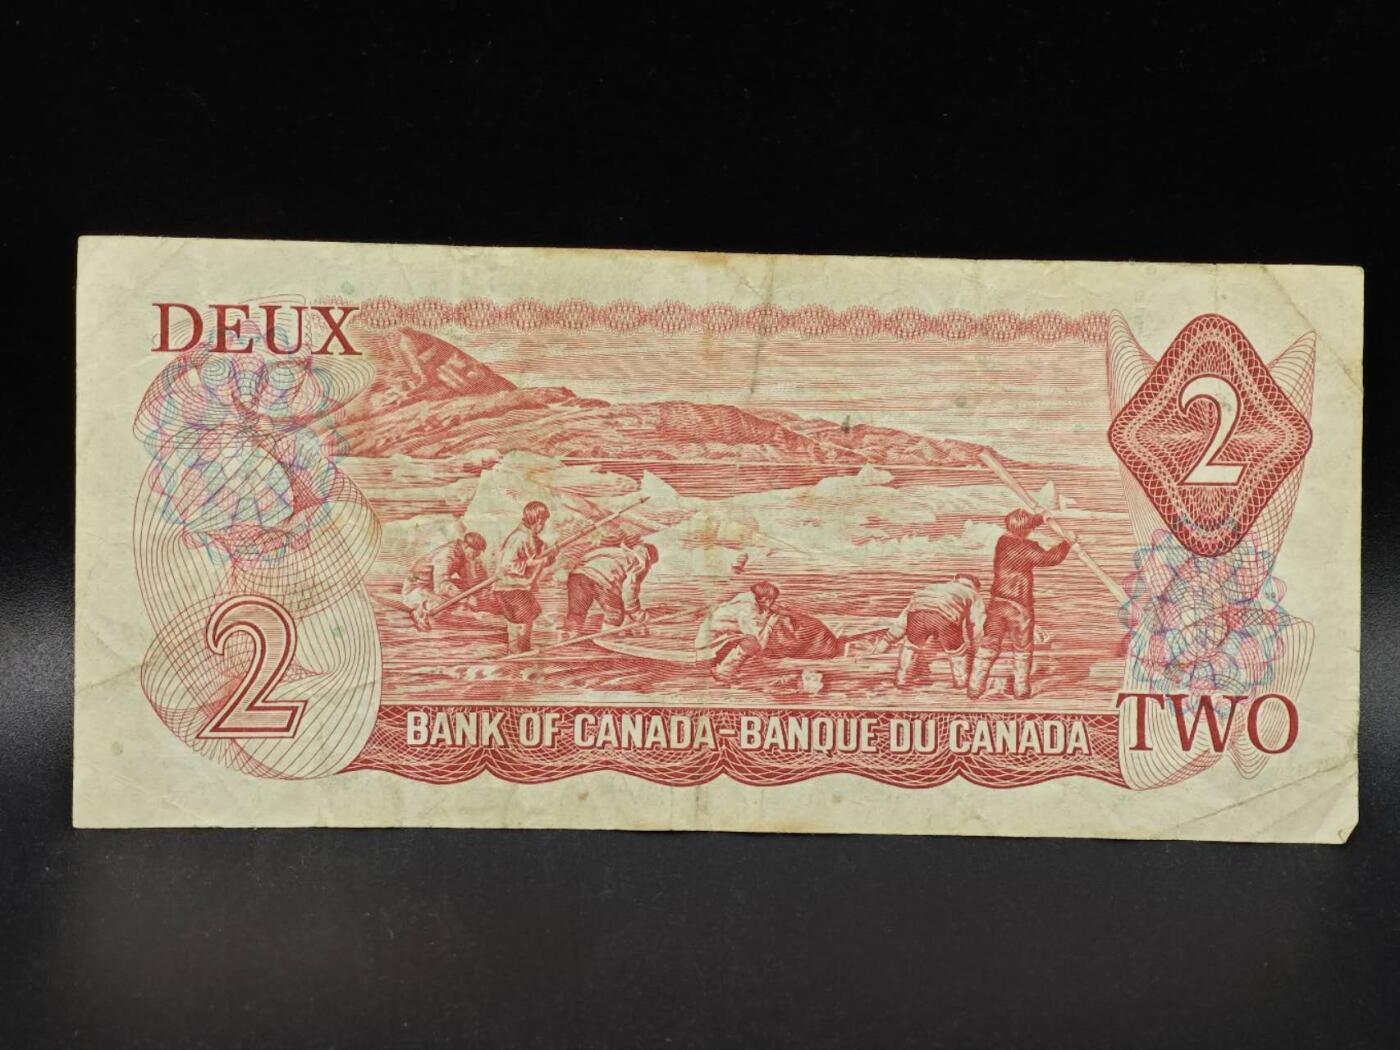 DEUX
2
2
BANK OF CANADA-BANQUE DU CANADA
TWO